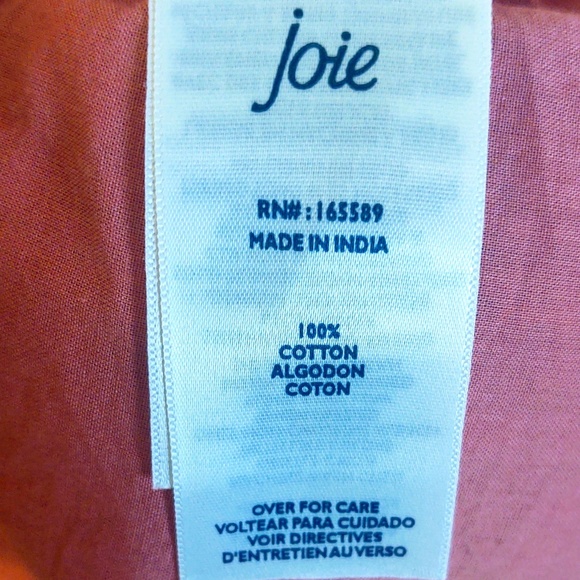 joie
RN#:165589
MADE IN INDIA
100%
COTTON
ALGODON
COTON
OVER FOR CARE
VOLTEAR PARA CUIDADO
VOIR DIRECTIVES
D'ENTRETIEN AU VERSO